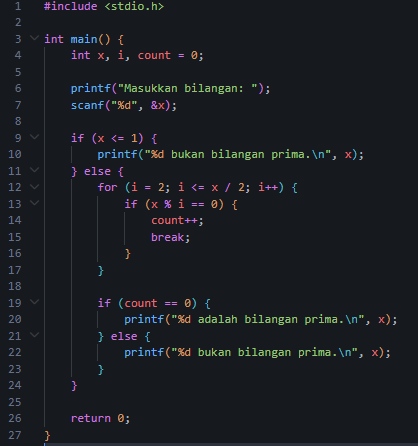 1 #include <stdio.h>
2
3 int main() {
4     int x, i, count = 0;
5
6     printf("Masukkan bilangan: ");
7     scanf("%d", &x);
8
9     if (x <= 1) {
10         printf("%d bukan bilangan prima.\n", x);
11     } else {
12         for (i = 2; i <= x / 2; i++) {
13             if (x % i == 0) {
14                 count++;
15                 break;
16             }
17         }
18
19         if (count == 0) {
20             printf("%d adalah bilangan prima.\n", x);
21         } else {
22             printf("%d bukan bilangan prima.\n", x);
23         }
24     }
25
26     return 0;
27 }